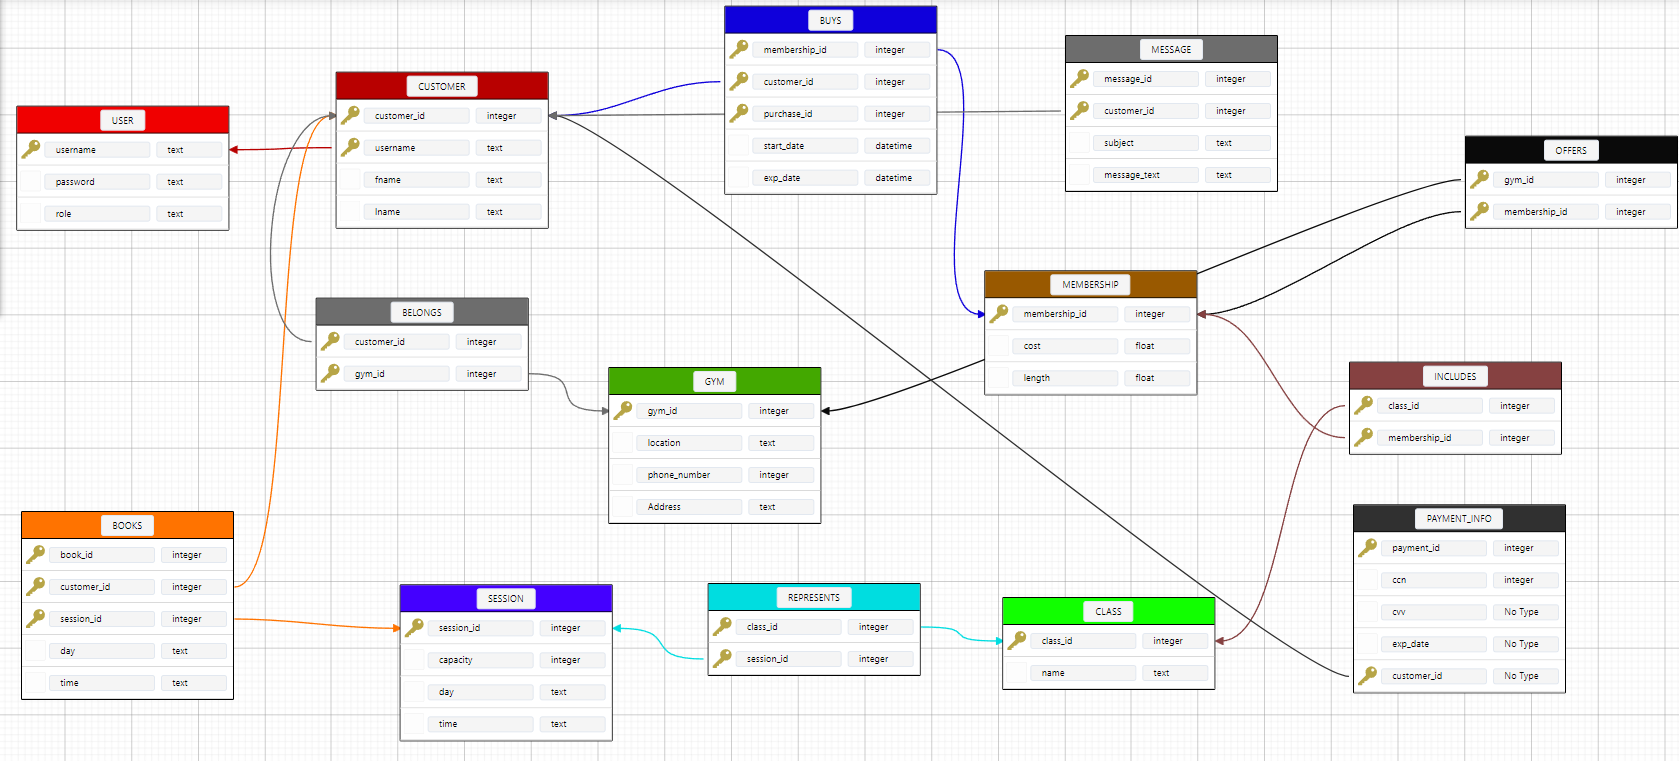 USER
username text
password text
role text
CUSTOMER
customer_id integer
username text
fname text
lname text
BUYS
membership_id integer
customer_id integer
purchase_id integer
start_date datetime
exp_date datetime
MESSAGE
message_id integer
customer_id integer
subject text
message_text text
OFFERS
gym_id integer
membership_id integer
BELONGS
customer_id integer
gym_id integer
GYM
gym_id integer
location text
phone_number integer
Address text
MEMBERSHIP
membership_id integer
cost float
length float
INCLUDES
class_id integer
membership_id integer
BOOKS
book_id integer
customer_id integer
session_id integer
day text
time text
SESSION
session_id integer
capacity integer
day text
time text
REPRESENTS
class_id integer
session_id integer
CLASS
class_id integer
name text
PAYMENT_INFO
payment_id integer
ccn integer
cvv No Type
exp_date No Type
customer_id No Type